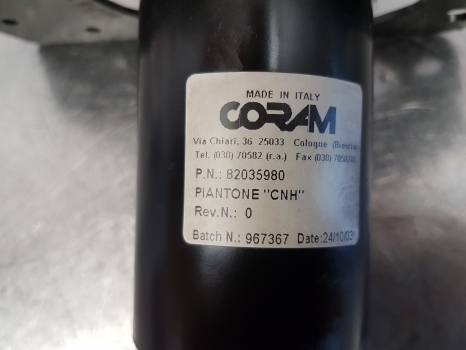 MADE IN ITALY
CORAM
Via Chiari, 36 25033 Cologne (Brescia
Tel. (030) 70582 (r.a.) Fax (030)
P.N.: 82035980
PIANTONE "CNH"
Rev.N.: 0
Batch N.: 967367 Date:24/10/03